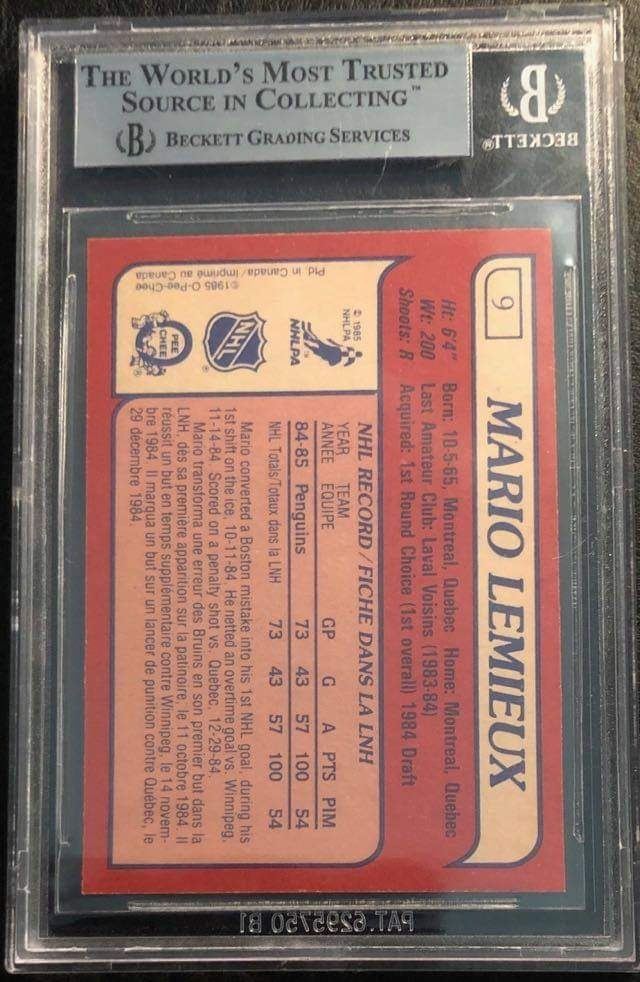 THE WORLD'S MOST TRUSTED
SOURCE IN COLLECTING™
(B) BECKETT GRADING SERVICES
B
BECKETT®
9
MARIO LEMIEUX
Ht: 6'4" Born: 10-5-65, Montreal, Quebec Home: Montreal, Quebec
Wt: 200 Last Amateur Club: Laval Voisins (1983-84)
Shoots: R Acquired: 1st Round Choice (1st overall) 1984 Draft
© 1985
NHLPA
NHLPA
NHL
®
O
PEE
CHEE
©1985 O-Pee-Chee
Ptd. in Canada/Imprimé au Canada
NHL RECORD / FICHE DANS LA LNH
YEAR TEAM
ANNÉE ÉQUIPE GP G A PTS PIM
84-85 Penguins 73 43 57 100 54
NHL Totals/Totaux dans la LNH 73 43 57 100 54
Mario converted a Boston mistake into his 1st NHL goal, during his
1st shift on the ice, 10-11-84. He netted an overtime goal vs. Winnipeg,
11-14-84. Scored on a penalty shot vs. Quebec, 12-29-84.
Mario transforma une erreur des Bruins en son premier but dans la
LNH, dès sa première apparition sur la patinoire, le 11 octobre 1984. Il
réussit un but en temps supplémentaire contre Winnipeg, le 14 novem-
bre 1984. Il marqua un but sur un lancer de punition contre Québec, le
29 décembre 1984.
PAT. 6295750 B1